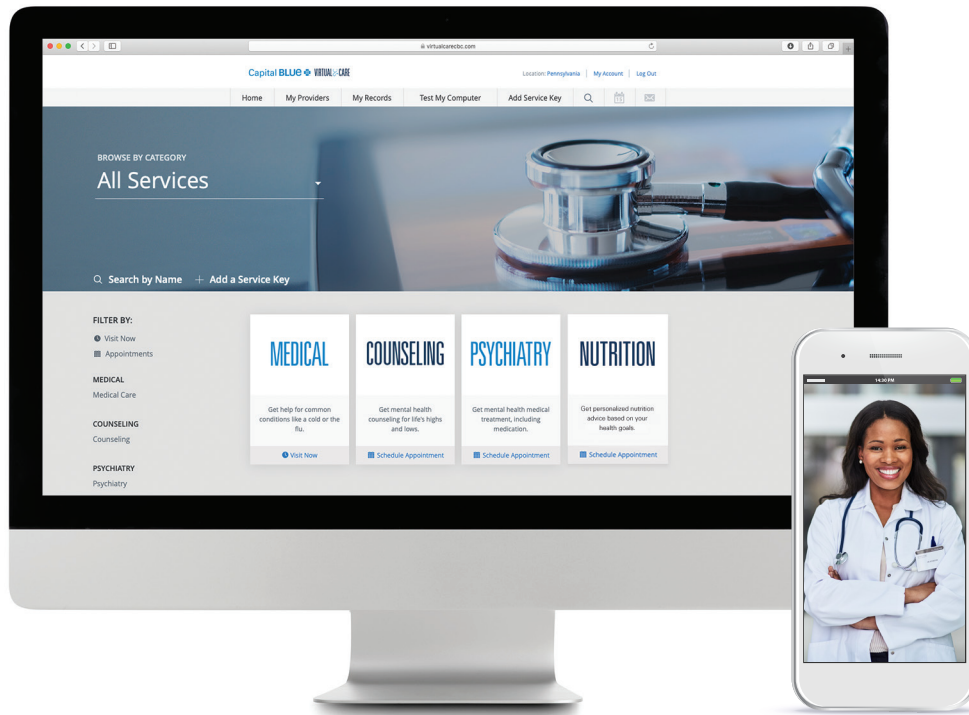 virtualcarecbc.com
Capital BLUE VIRTUAL CARE
Location: Pennsylvania | My Account | Log Out
Home My Providers My Records Test My Computer Add Service Key
BROWSE BY CATEGORY
All Services
Search by Name + Add a Service Key
FILTER BY:
Visit Now
Appointments
MEDICAL
Medical Care
COUNSELING
Counseling
PSYCHIATRY
Psychiatry
MEDICAL
Get help for common
conditions like a cold or the
flu.
Visit Now
COUNSELING
Get mental health
counseling for life's highs
and lows.
Schedule Appointment
PSYCHIATRY
Get mental health medical
treatment, including
medication.
Schedule Appointment
NUTRITION
Get personalized nutrition
advice based on your
health goals.
Schedule Appointment
14:20 PM